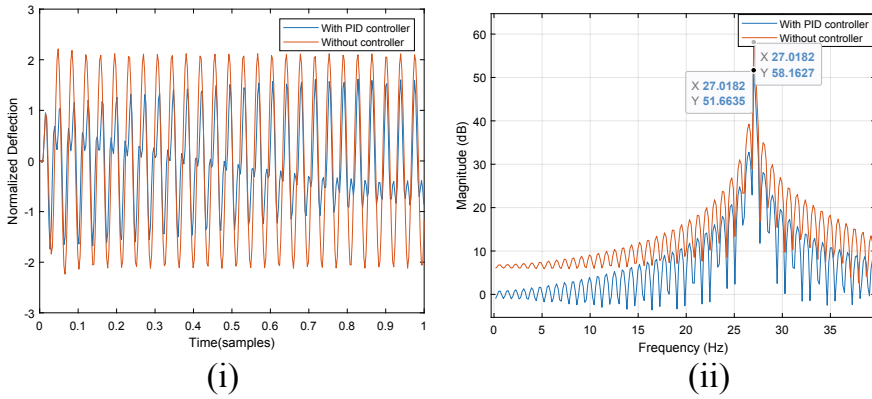 3
2
1
0
-1
-2
-3
0 0.1 0.2 0.3 0.4 0.5 0.6 0.7 0.8 0.9 1
Normalized Deflection
Time(samples)
With PID controller
Without controller
(i)
60
50
40
30
20
10
0
0 5 10 15 20 25 30 35
Magnitude (dB)
Frequency (Hz)
With PID controller
Without controller
X 27.0182
Y 58.1627
X 27.0182
Y 51.6635
(ii)